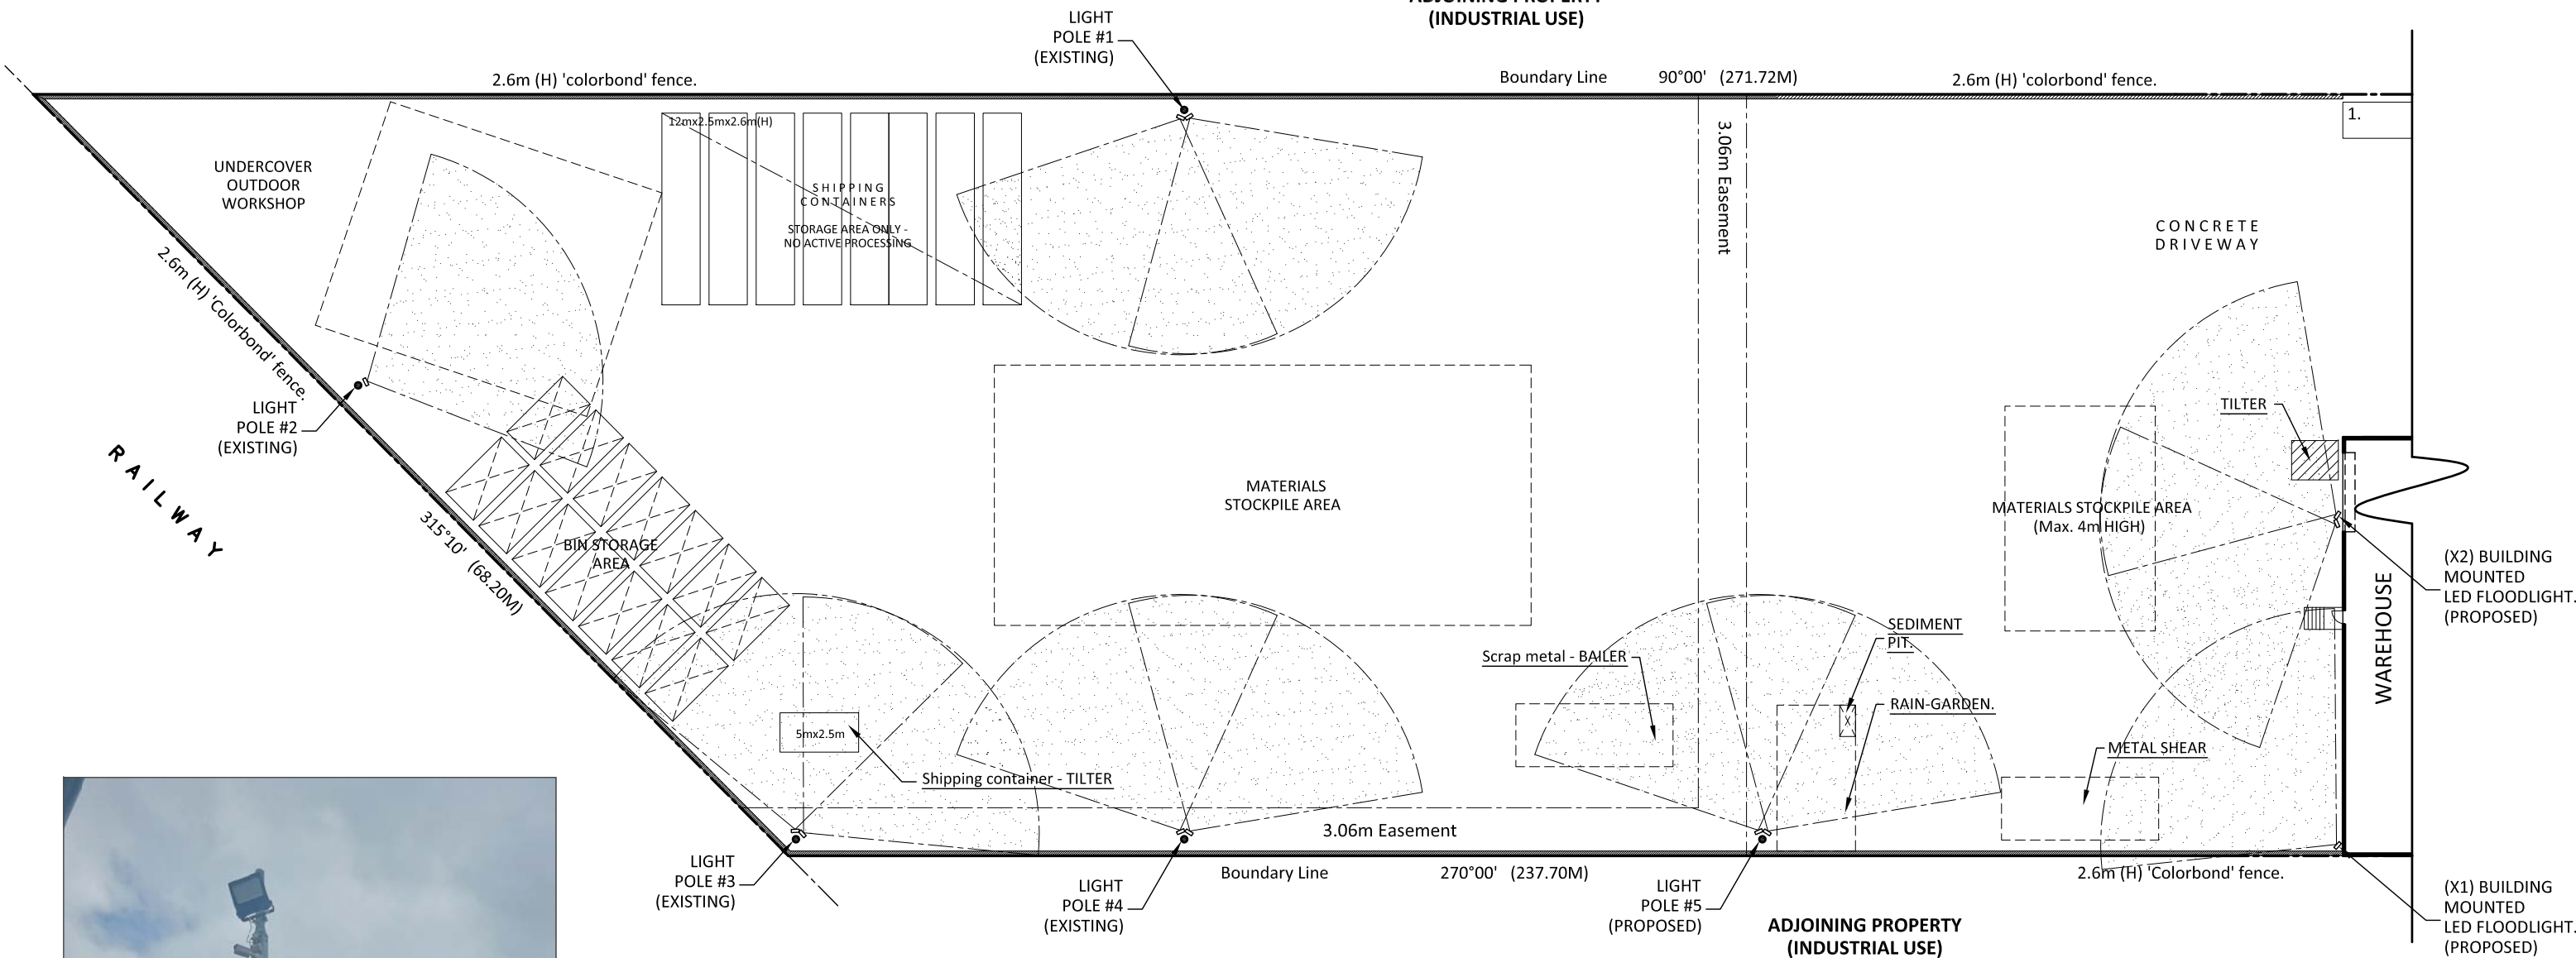 (INDUSTRIAL USE)
LIGHT
POLE #1
(EXISTING)
2.6m (H) 'colorbond' fence.
Boundary Line 90°00' (271.72M)
2.6m (H) 'colorbond' fence.
1.
12mx2.5mx2.6m(H)
3.06m Easement
UNDERCOVER
OUTDOOR
WORKSHOP
SHIPPING
CONTAINERS
STORAGE AREA ONLY -
NO ACTIVE PROCESSING
CONCRETE
DRIVEWAY
2.6m (H) 'Colorbond' fence.
LIGHT
POLE #2
(EXISTING)
TILTER
RAILWAY
MATERIALS
STOCKPILE AREA
MATERIALS STOCKPILE AREA
(Max. 4m HIGH)
315°10' (68.20M)
BIN STORAGE
AREA
(X2) BUILDING
MOUNTED
LED FLOODLIGHT.
(PROPOSED)
WAREHOUSE
SEDIMENT
PIT.
Scrap metal - BAILER
RAIN-GARDEN.
5mx2.5m
METAL SHEAR
Shipping container - TILTER
3.06m Easement
LIGHT
POLE #3
(EXISTING)
Boundary Line 270°00' (237.70M)
2.6m (H) 'Colorbond' fence.
LIGHT
POLE #4
(EXISTING)
LIGHT
POLE #5
(PROPOSED)
(X1) BUILDING
MOUNTED
LED FLOODLIGHT.
(PROPOSED)
ADJOINING PROPERTY
(INDUSTRIAL USE)